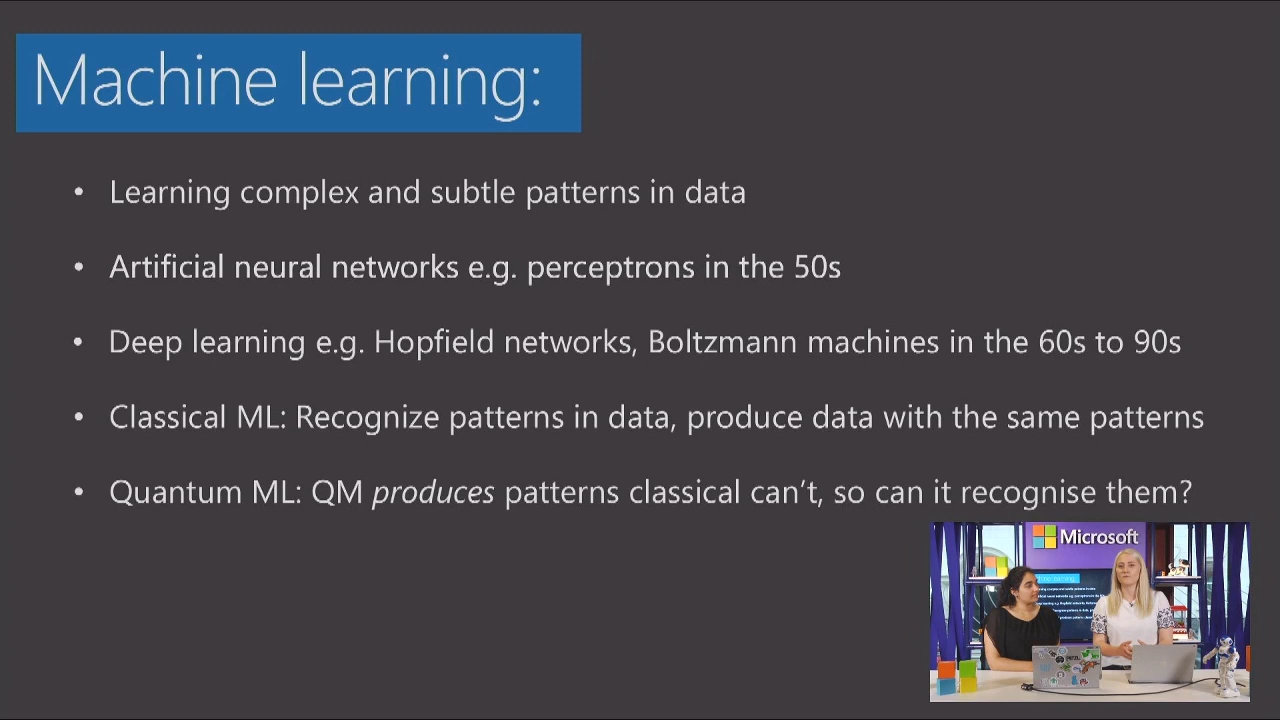 Machine learning:
• Learning complex and subtle patterns in data
• Artificial neural networks e.g. perceptrons in the 50s
• Deep learning e.g. Hopfield networks, Boltzmann machines in the 60s to 90s
• Classical ML: Recognize patterns in data, produce data with the same patterns
• Quantum ML: QM produces patterns classical can't, so can it recognise them?
Microsoft